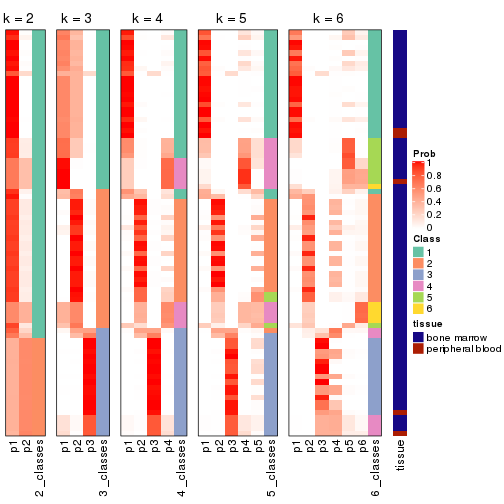 k = 2 k = 3 k = 4 k = 5 k = 6
Prob
1
0.8
0.6
0.4
0.2
0
Class
1
2
3
4
5
6
tissue
bone marrow
peripheral blood
p1 p2 2_classes p1 p2 p3 3_classes p1 p2 p3 p4 4_classes p1 p2 p3 p4 p5 5_classes p1 p2 p3 p4 p5 p6 6_classes tissue